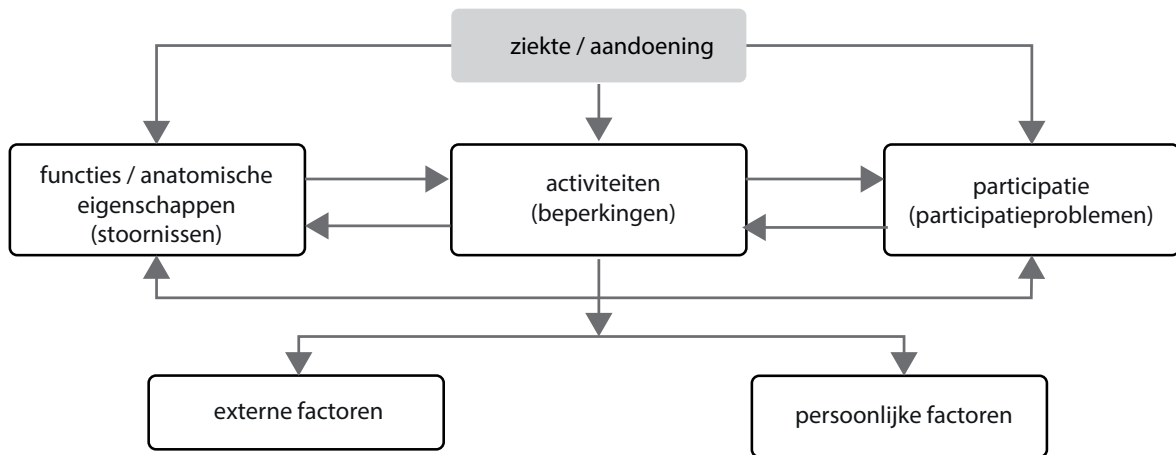 ziekte / aandoening
functies / anatomische
eigenschappen
(stoornissen)
activiteiten
(beperkingen)
participatie
(participatieproblemen)
externe factoren
persoonlijke factoren